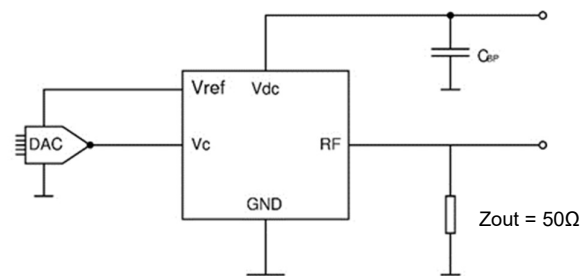 C_BP
Vref
Vdc
DAC
Vc
RF
GND
Zout = 50Ω